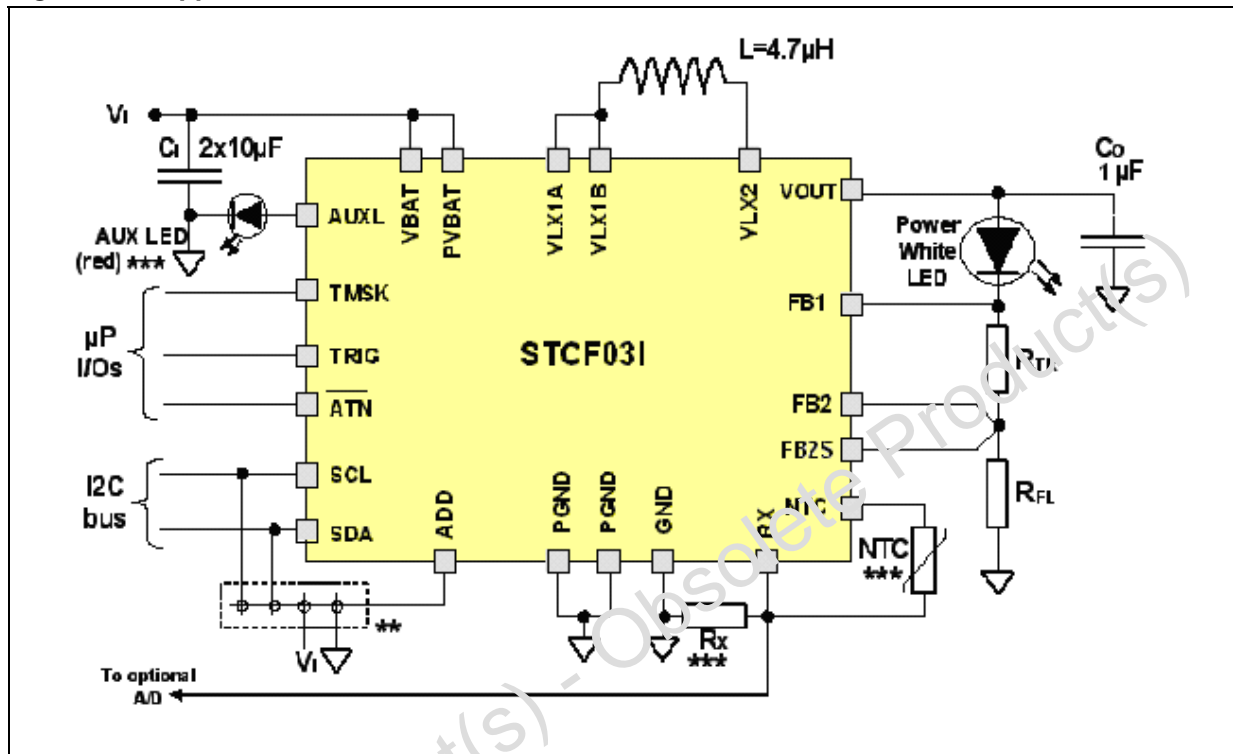 L=4.7µH
VI
CI 2x10µF
AUX LED
(red) ***
µP
I/Os
I2C
bus
VBAT
PVBAT
VLX1A
VLX1B
VLX2
VOUT
AUXL
TMSK
TRIG
ATN
SCL
SDA
ADD
PGND
PGND
GND
RX
NTC
FB1
FB2
FB2S
STCF03I
Co
1 µF
Power
White
LED
RTR
RFL
NTC
***
Rx
***
**
VI
To optional
A/D
t(s) - Obsolete Product(s)